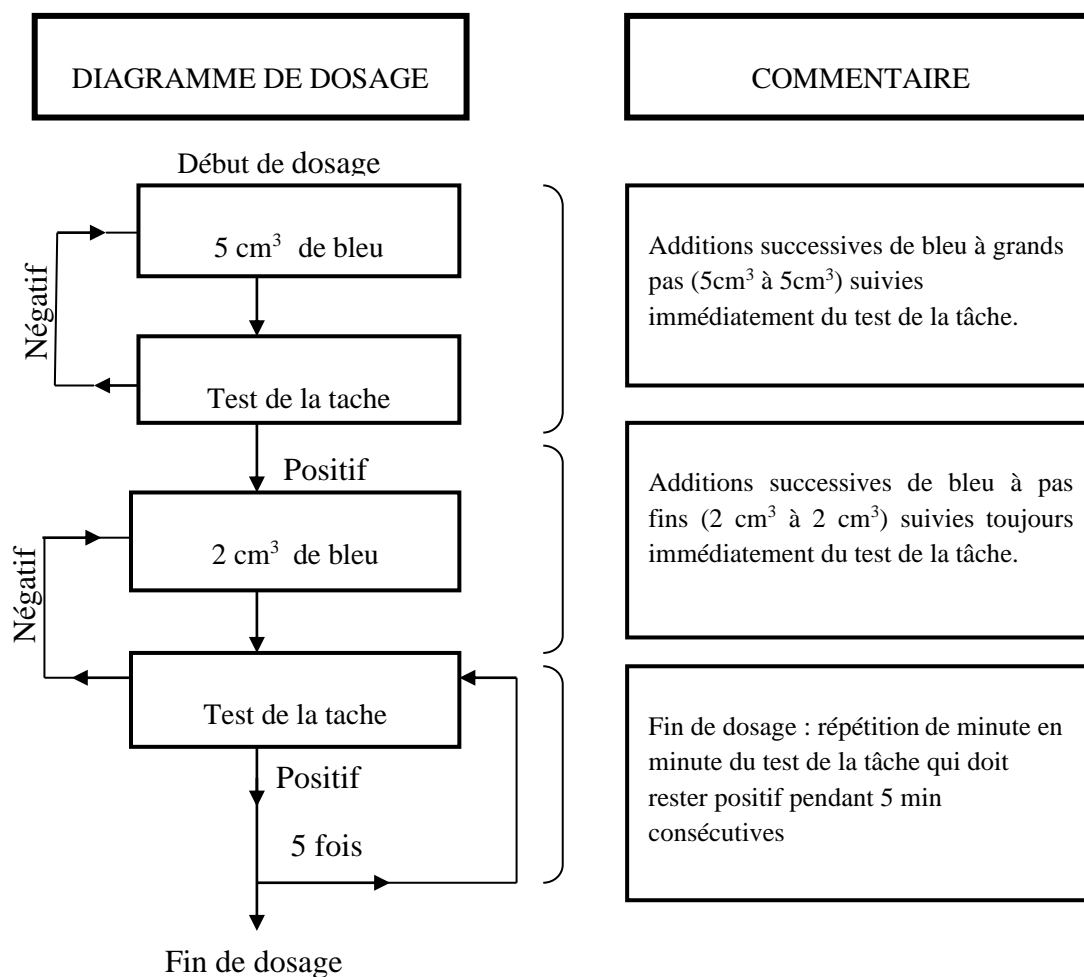 DIAGRAMME DE DOSAGE
COMMENTAIRE
Début de dosage
5 cm³ de bleu
Négatif
Test de la tache
Additions successives de bleu à grands
pas (5cm³ à 5cm³) suivies
immédiatement du test de la tâche.
Positif
2 cm³ de bleu
Négatif
Additions successives de bleu à pas
fins (2 cm³ à 2 cm³) suivies toujours
immédiatement du test de la tâche.
Test de la tache
Positif
5 fois
Fin de dosage : répétition de minute en
minute du test de la tâche qui doit
rester positif pendant 5 min
consécutives
Fin de dosage